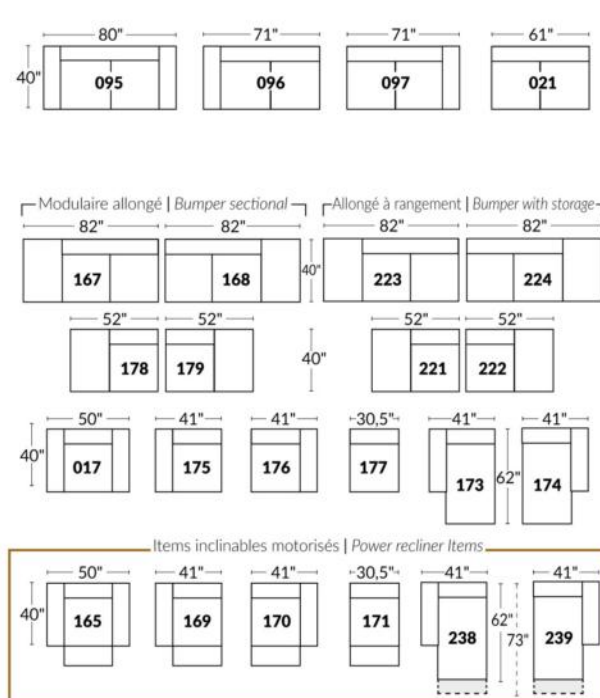 80" 71" 71" 61"
40" 095 096 097 021
Modulaire allongé | Bumper sectional Allongé à rangement | Bumper with storage
82" 82" 82" 82"
167 168 40" 223 224
52" 52" 52" 52"
178 179 40" 221 222
50" 41" 41" 30,5" 41" 41"
40" 017 175 176 177 173 62" 174
Items inclinables motorisés | Power recliner Items
50" 41" 41" 30,5" 41" 41"
40" 165 169 170 171 238 62" 73" 239